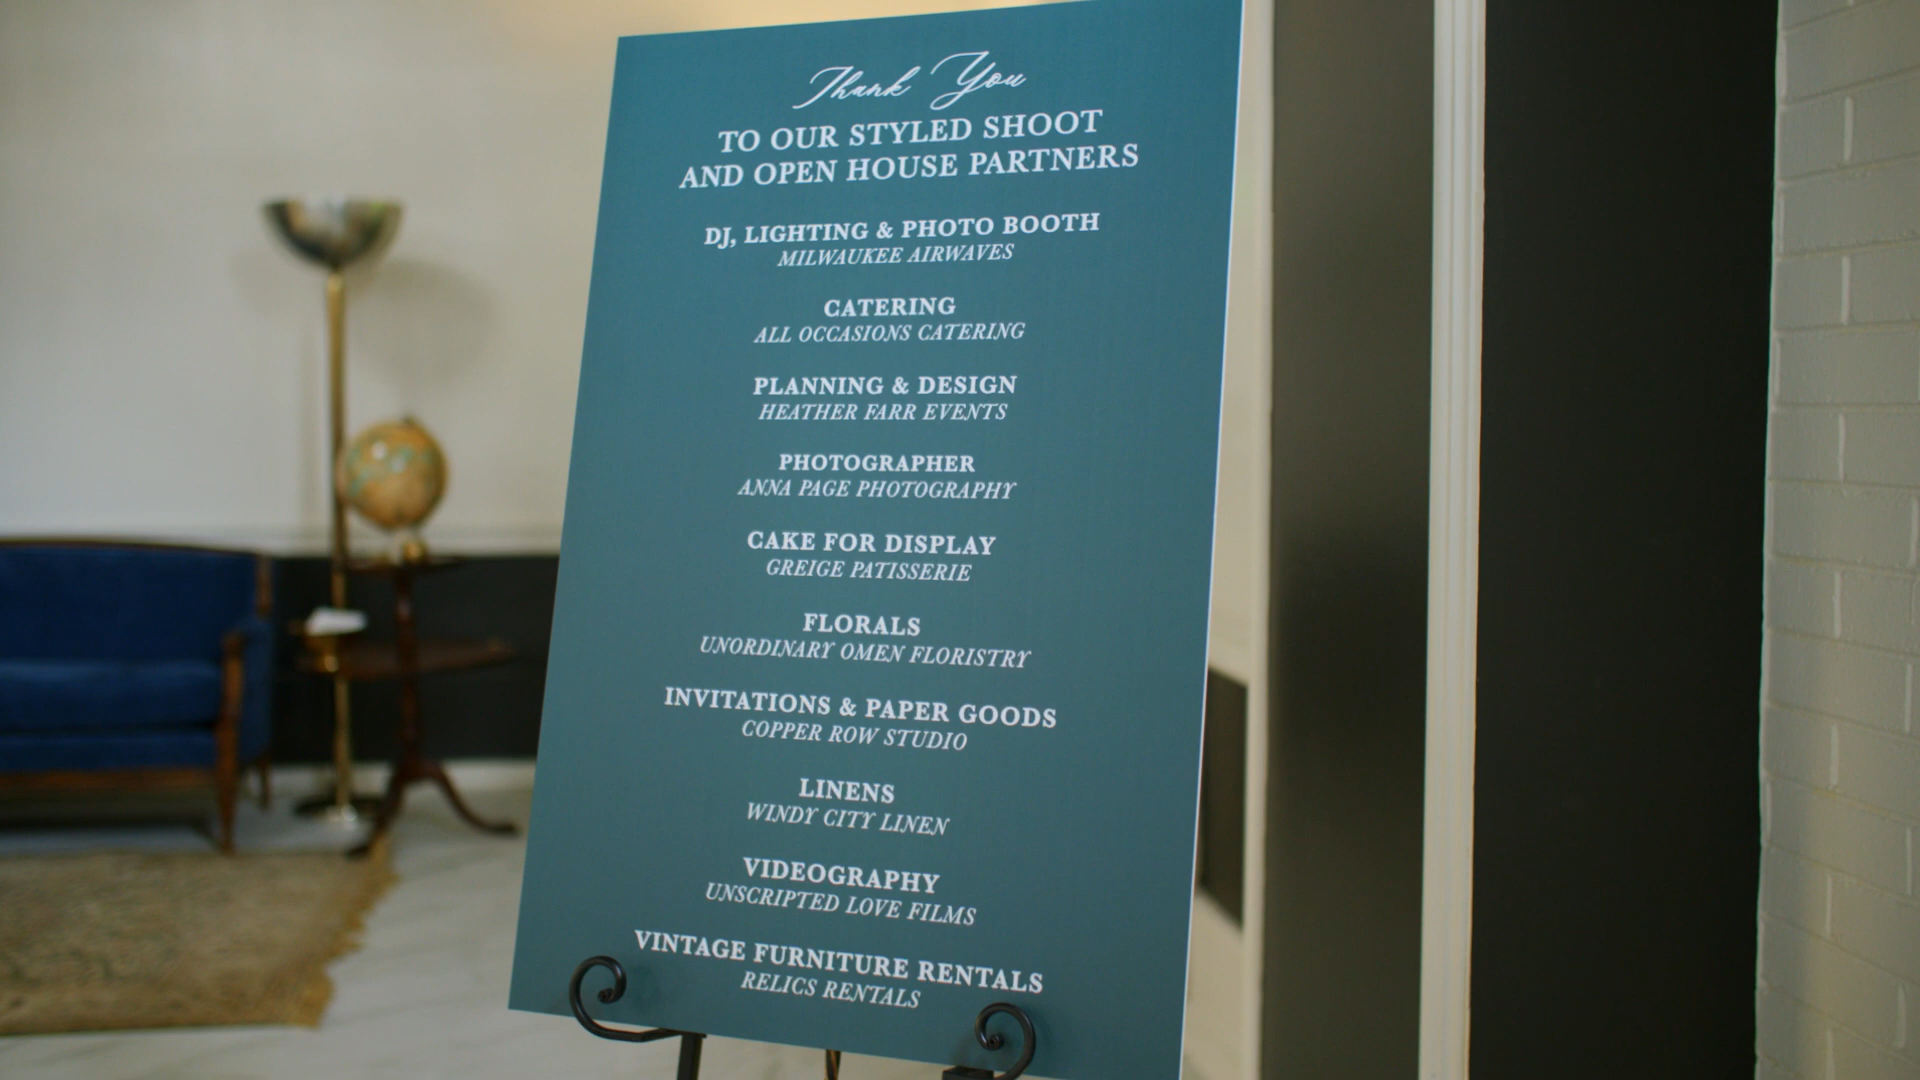 Thank You
TO OUR STYLED SHOOT
AND OPEN HOUSE PARTNERS
DJ, LIGHTING & PHOTO BOOTH
MILWAUKEE AIRWAVES
CATERING
ALL OCCASIONS CATERING
PLANNING & DESIGN
HEATHER FARR EVENTS
PHOTOGRAPHER
ANNA PAGE PHOTOGRAPHY
CAKE FOR DISPLAY
GREIGE PATISSERIE
FLORALS
UNORDINARY OMEN FLORISTRY
INVITATIONS & PAPER GOODS
COPPER ROW STUDIO
LINENS
WINDY CITY LINEN
VIDEOGRAPHY
UNSCRIPTED LOVE FILMS
VINTAGE FURNITURE RENTALS
RELICS RENTALS